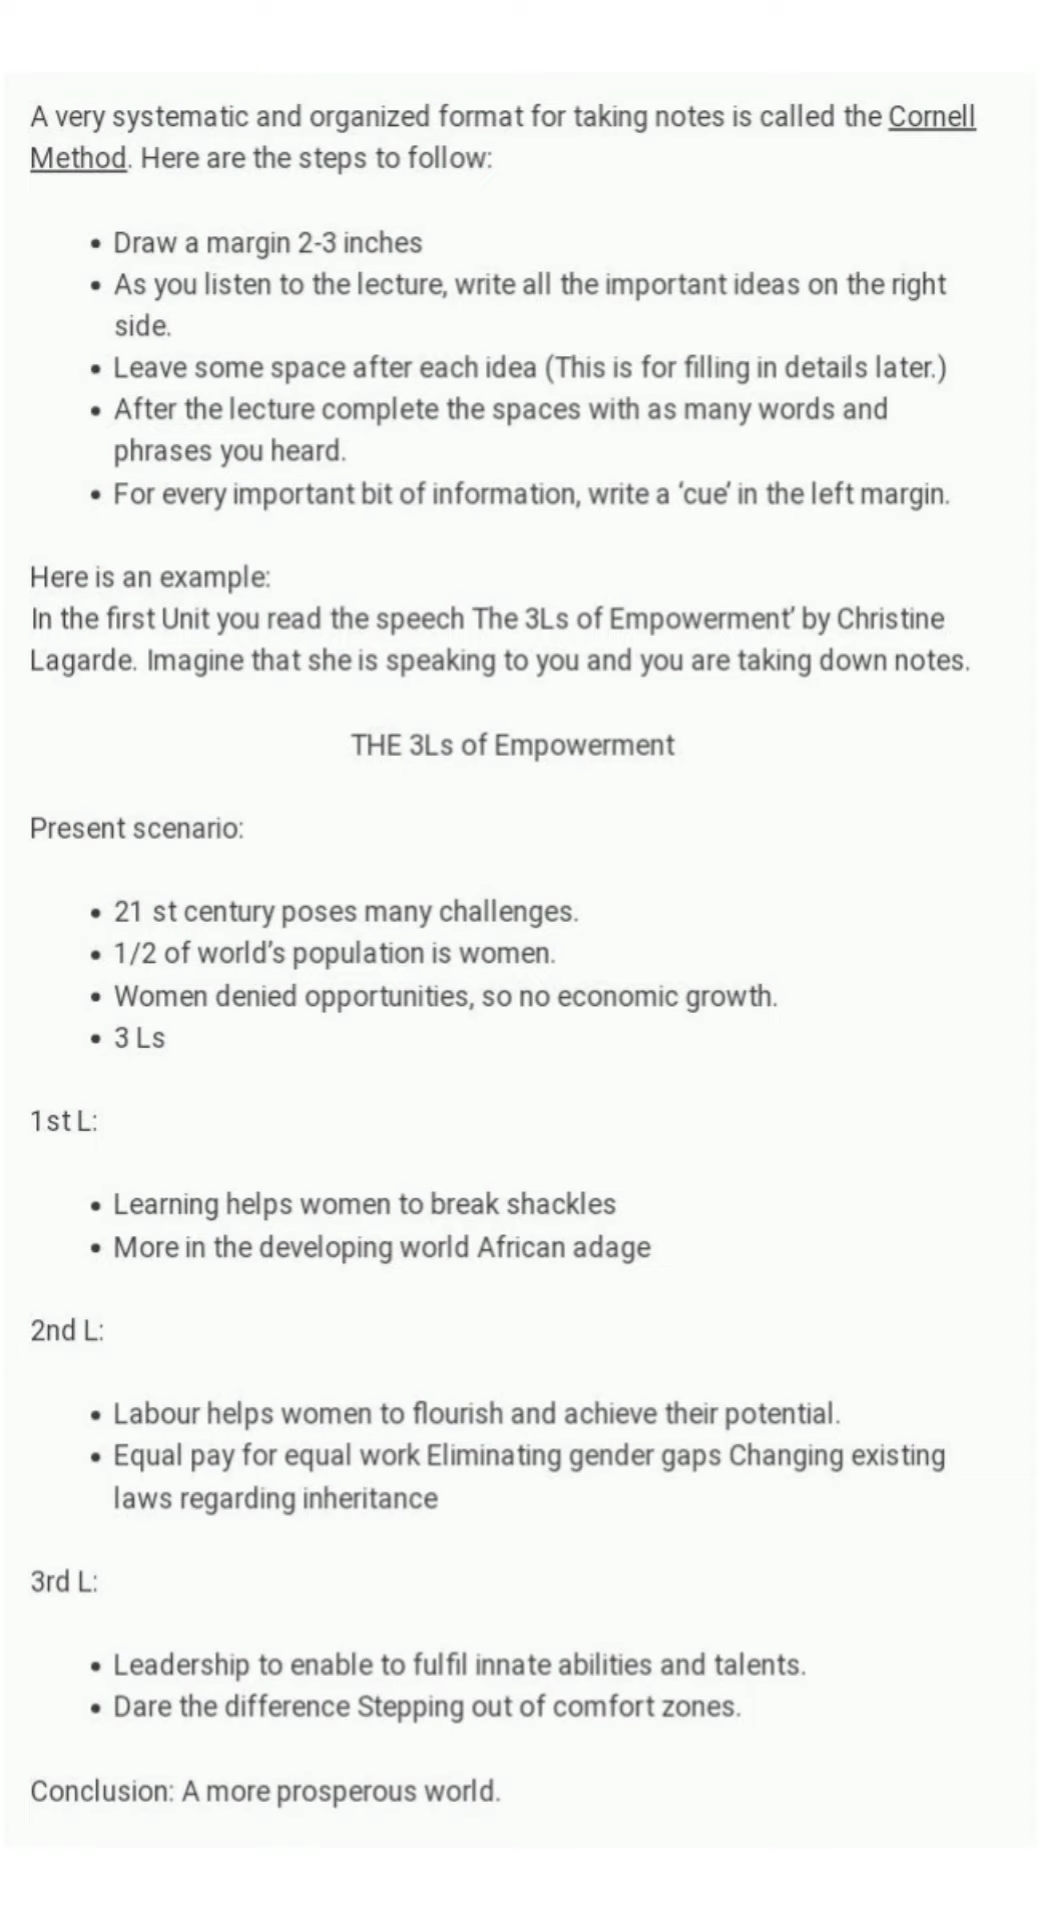 A very systematic and organized format for taking notes is called the Cornell
Method. Here are the steps to follow:
• Draw a margin 2-3 inches
• As you listen to the lecture, write all the important ideas on the right
side.
• Leave some space after each idea (This is for filling in details later.)
• After the lecture complete the spaces with as many words and
phrases you heard.
• For every important bit of information, write a ‘cue’ in the left margin.
Here is an example:
In the first Unit you read the speech The 3Ls of Empowerment’ by Christine
Lagarde. Imagine that she is speaking to you and you are taking down notes.
THE 3Ls of Empowerment
Present scenario:
• 21 st century poses many challenges.
• 1/2 of world’s population is women.
• Women denied opportunities, so no economic growth.
• 3 Ls
1st L:
• Learning helps women to break shackles
• More in the developing world African adage
2nd L:
• Labour helps women to flourish and achieve their potential.
• Equal pay for equal work Eliminating gender gaps Changing existing
laws regarding inheritance
3rd L:
• Leadership to enable to fulfil innate abilities and talents.
• Dare the difference Stepping out of comfort zones.
Conclusion: A more prosperous world.